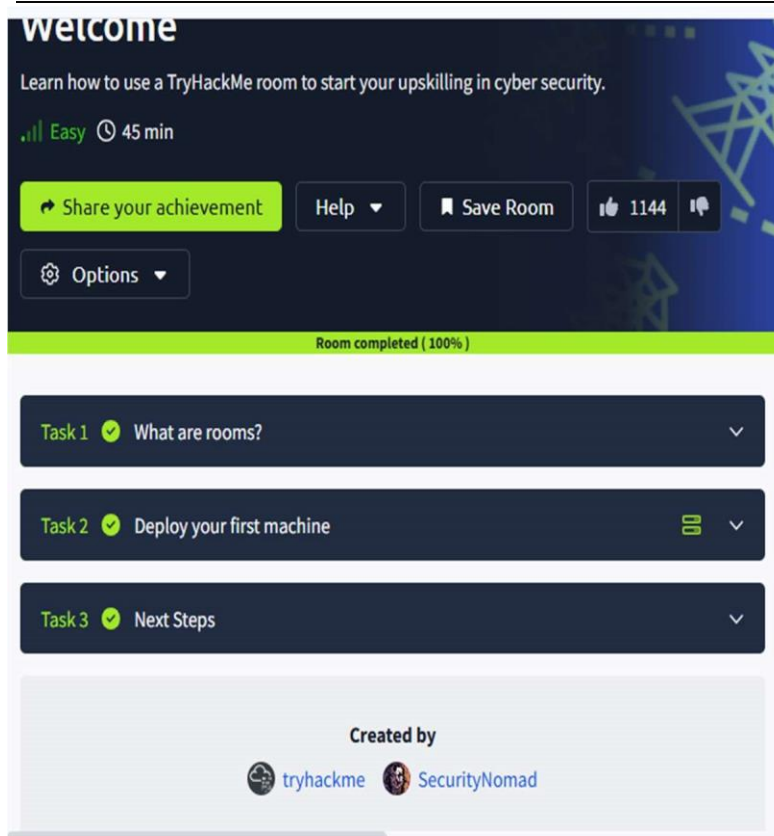 Welcome
Learn how to use a TryHackMe room to start your upskilling in cyber security.
Easy 45 min
Share your achievement Help Save Room 1144
Options
Room completed ( 100% )
Task 1 What are rooms?
Task 2 Deploy your first machine
Task 3 Next Steps
Created by
tryhackme SecurityNomad